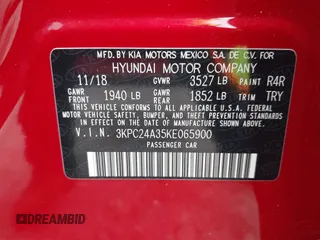 MFD. BY KIA MOTORS MEXICO S.A. DE C.V. FOR
HYUNDAI MOTOR COMPANY
11/18 GVWR 3527 LB PAINT R4R
GAWR FRONT 1940 LB GAWR REAR 1852 LB TRIM TRY
THIS VEHICLE CONFORMS TO ALL APPLICABLE U.S. FEDERAL
MOTOR VEHICLE SAFETY, BUMPER, AND THEFT PREVENTION
STANDARDS IN EFFECT ON THE DATE OF MANUFACTURE SHOWN ABOVE.
V.I.N. 3KPC24A35KE065900
PASSENGER CAR
DREAMBID